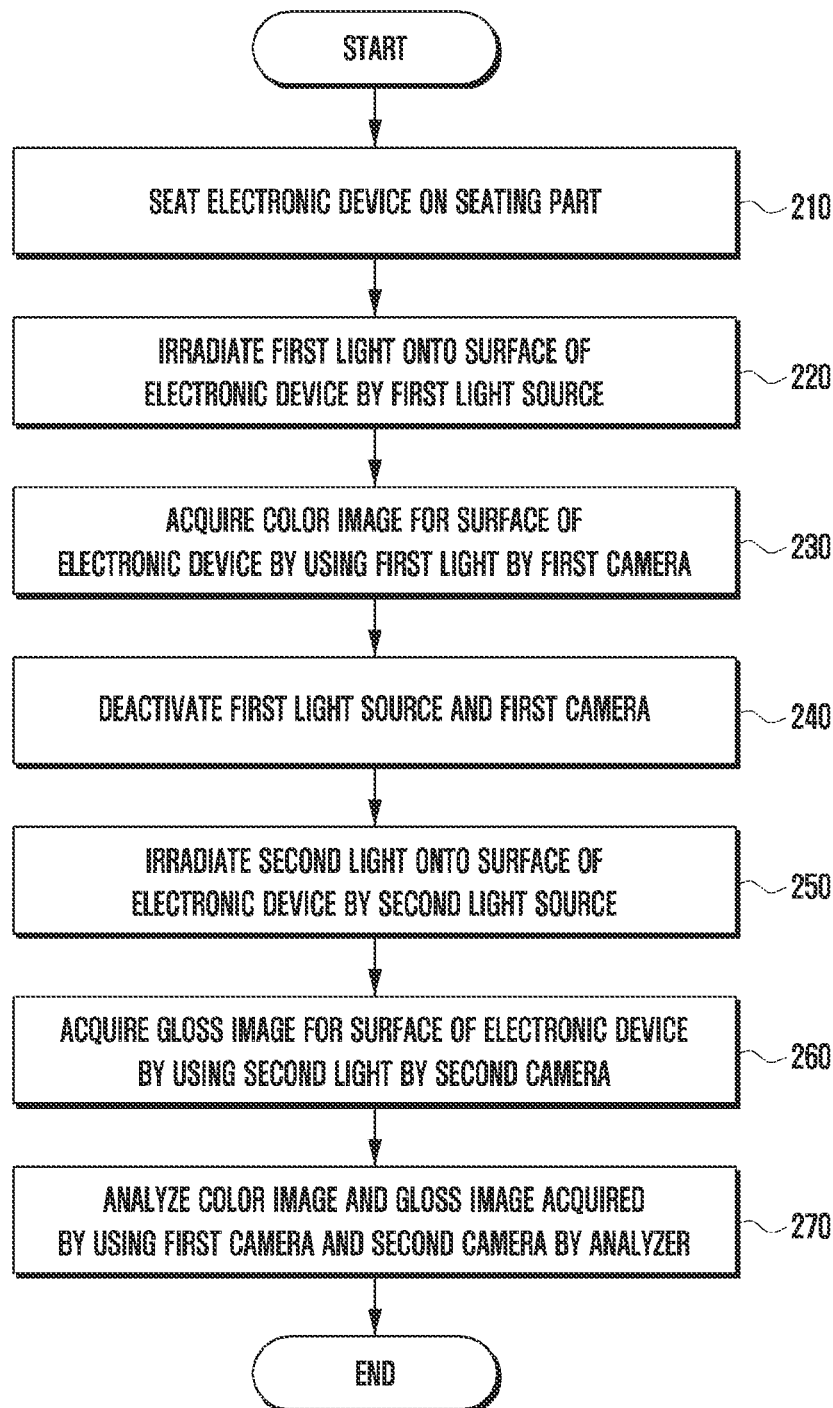 START
SEAT ELECTRONIC DEVICE ON SEATING PART
210
IRRADIATE FIRST LIGHT ONTO SURFACE OF
ELECTRONIC DEVICE BY FIRST LIGHT SOURCE
220
ACQUIRE COLOR IMAGE FOR SURFACE OF
ELECTRONIC DEVICE BY USING FIRST LIGHT BY FIRST CAMERA
230
DEACTIVATE FIRST LIGHT SOURCE AND FIRST CAMERA
240
IRRADIATE SECOND LIGHT ONTO SURFACE OF
ELECTRONIC DEVICE BY SECOND LIGHT SOURCE
250
ACQUIRE GLOSS IMAGE FOR SURFACE OF ELECTRONIC DEVICE
BY USING SECOND LIGHT BY SECOND CAMERA
260
ANALYZE COLOR IMAGE AND GLOSS IMAGE ACQUIRED
BY USING FIRST CAMERA AND SECOND CAMERA BY ANALYZER
270
END